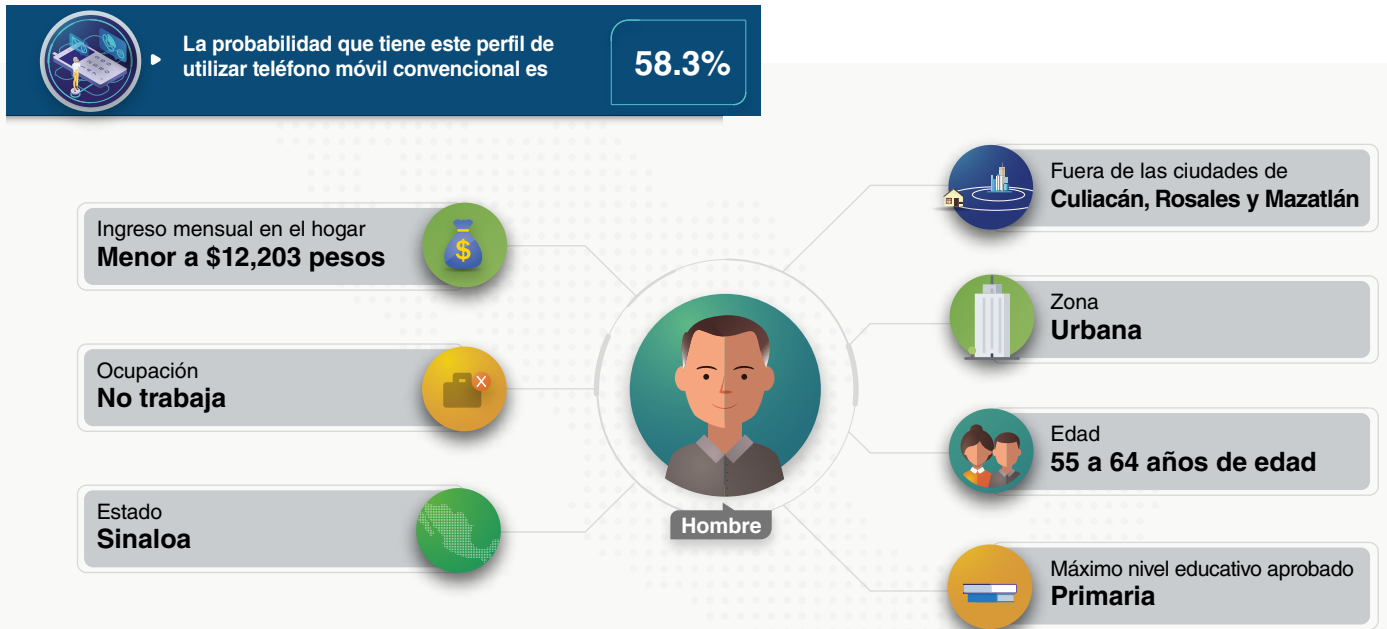 La probabilidad que tiene este perfil de
utilizar teléfono móvil convencional es
58.3%
Ingreso mensual en el hogar
Menor a $12,203 pesos
$
Ocupación
No trabaja
X
Estado
Sinaloa
Hombre
Fuera de las ciudades de
Culiacán, Rosales y Mazatlán
Zona
Urbana
Edad
55 a 64 años de edad
Máximo nivel educativo aprobado
Primaria